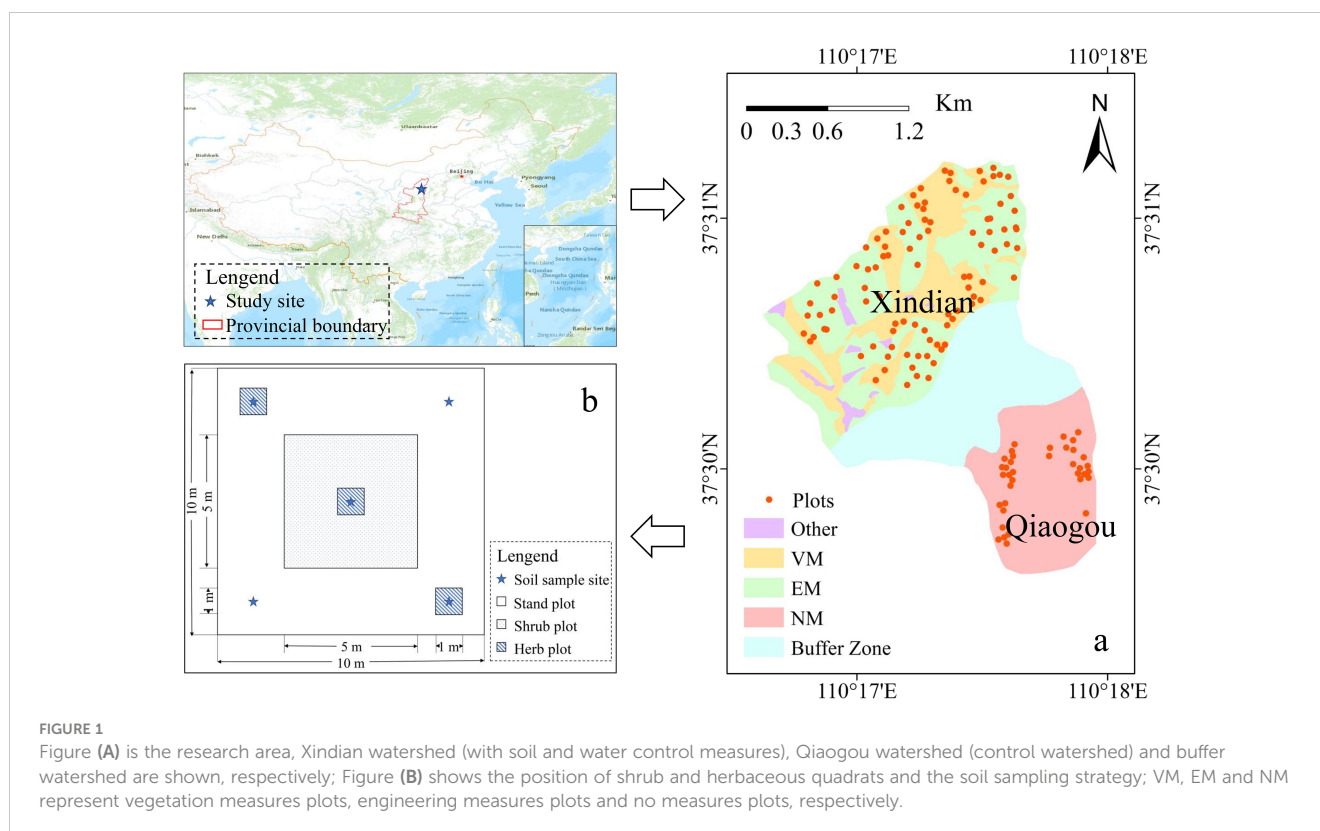 110°17'E
110°18'E
Km
0 0.3 0.6 1.2
N
37°31'N
37°31'N
37°30'N
37°30'N
Xindian
Qiaogou
Plots
Other
VM
EM
NM
Buffer Zone
a
110°17'E
110°18'E
Ulaanbaatar
Bishkek
Beijing
Bo Hai
Pyongyang
Seoul
Yellow Sea
Islamabad
New Delhi
Lengend
Study site
Provincial boundary
b
10 m
5 m
1 m
5 m
1 m
10 m
Lengend
Soil sample site
Stand plot
Shrub plot
Herb plot
FIGURE 1
Figure (A) is the research area, Xindian watershed (with soil and water control measures), Qiaogou watershed (control watershed) and buffer
watershed are shown, respectively; Figure (B) shows the position of shrub and herbaceous quadrats and the soil sampling strategy; VM, EM and NM
represent vegetation measures plots, engineering measures plots and no measures plots, respectively.